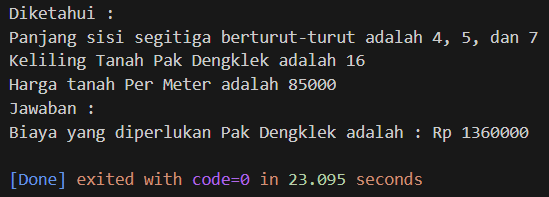 Diketahui :
Panjang sisi segitiga berturut-turut adalah 4, 5, dan 7
Keliling Tanah Pak Dengklek adalah 16
Harga tanah Per Meter adalah 85000
Jawaban :
Biaya yang diperlukan Pak Dengklek adalah : Rp 1360000
[Done] exited with code=0 in 23.095 seconds